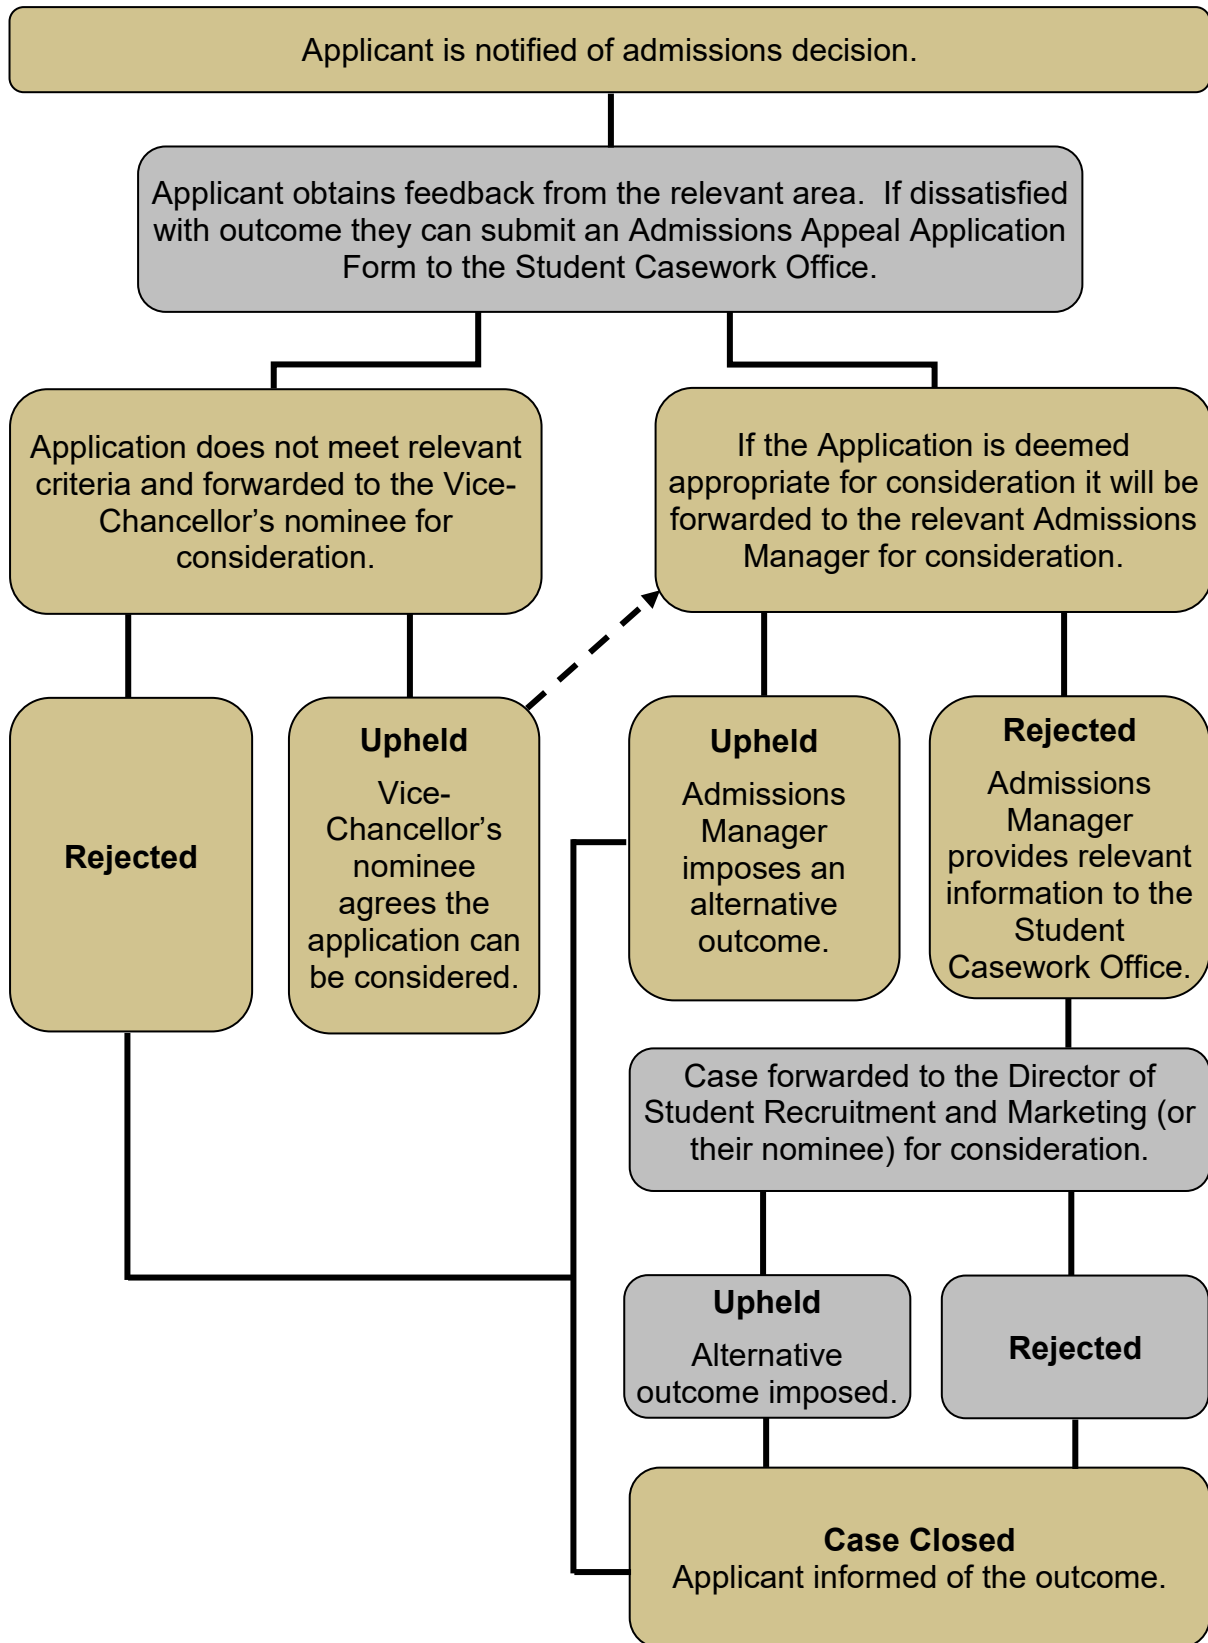 Applicant is notified of admissions decision.
Applicant obtains feedback from the relevant area.  If dissatisfied
with outcome they can submit an Admissions Appeal Application
Form to the Student Casework Office.
Application does not meet relevant
criteria and forwarded to the Vice-
Chancellor’s nominee for
consideration.
If the Application is deemed
appropriate for consideration it will be
forwarded to the relevant Admissions
Manager for consideration.
Rejected
Upheld
Vice-
Chancellor’s
nominee
agrees the
application can
be considered.
Upheld
Admissions
Manager
imposes an
alternative
outcome.
Rejected
Admissions
Manager
provides relevant
information to the
Student
Casework Office.
Case forwarded to the Director of
Student Recruitment and Marketing (or
their nominee) for consideration.
Upheld
Alternative
outcome imposed.
Rejected
Case Closed
Applicant informed of the outcome.